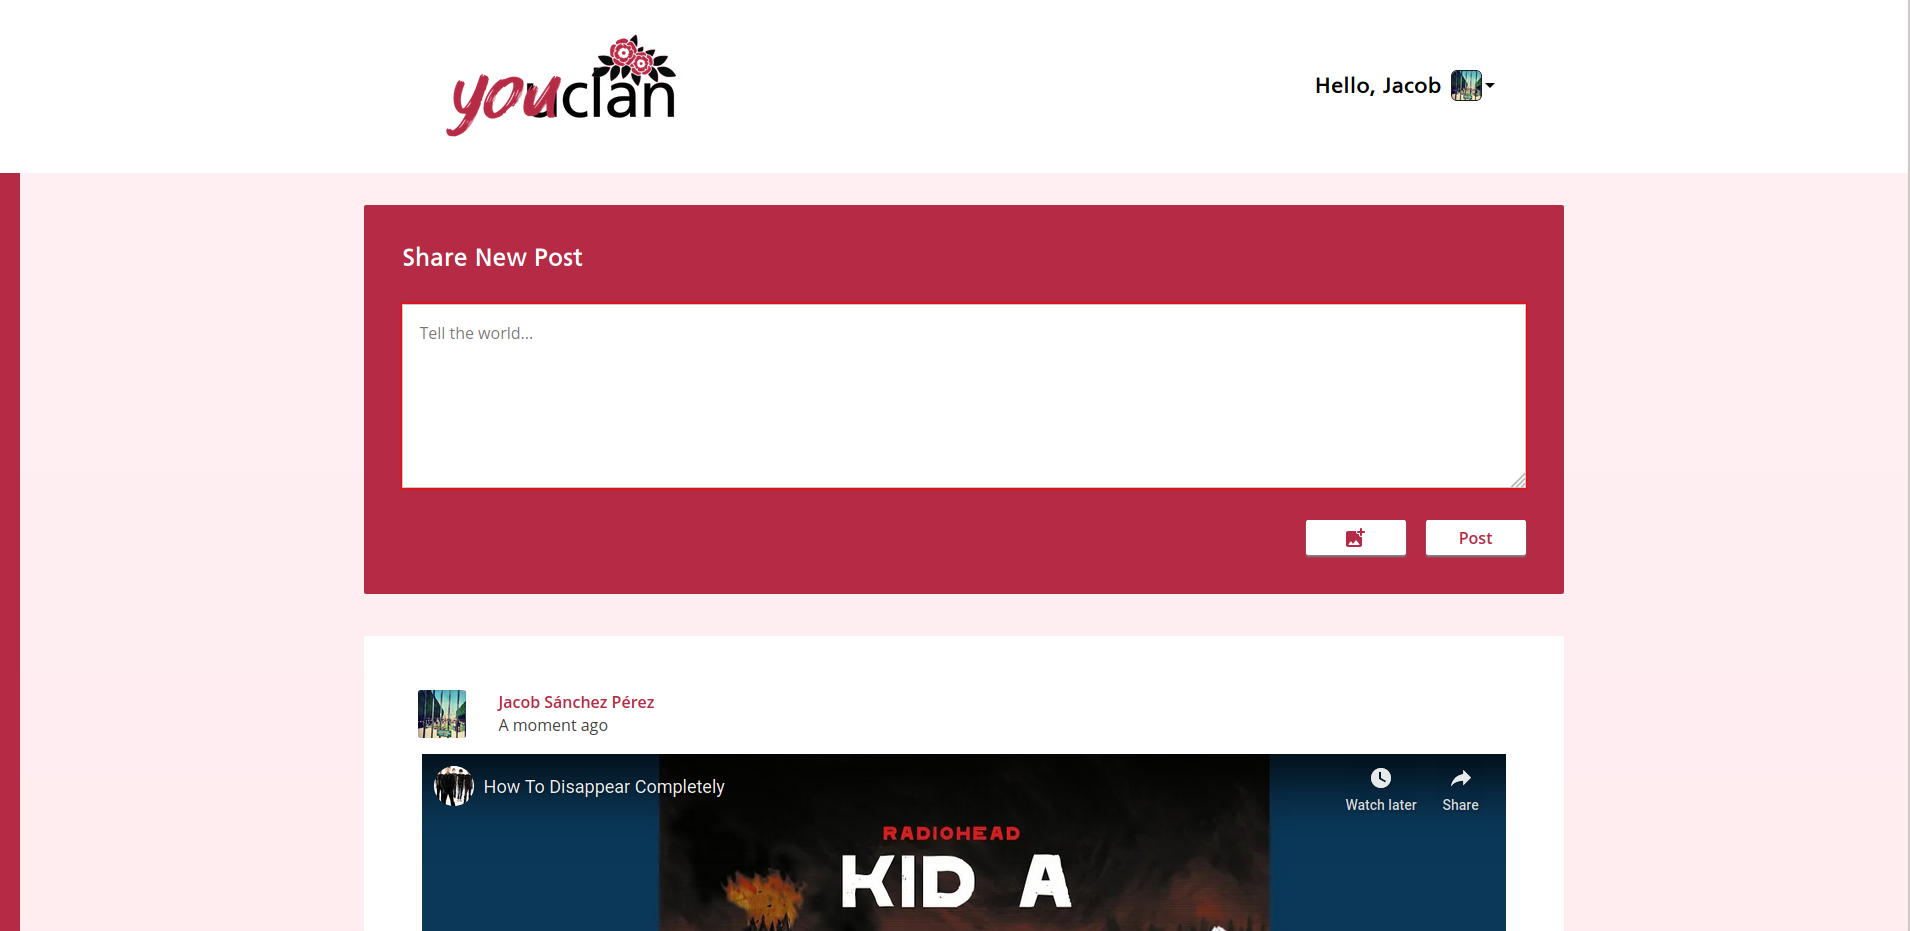 youuclan
Hello, Jacob
Share New Post
Tell the world...
Post
Jacob Sánchez Pérez
A moment ago
How To Disappear Completely
Watch later
Share
RADIOHEAD
KID A